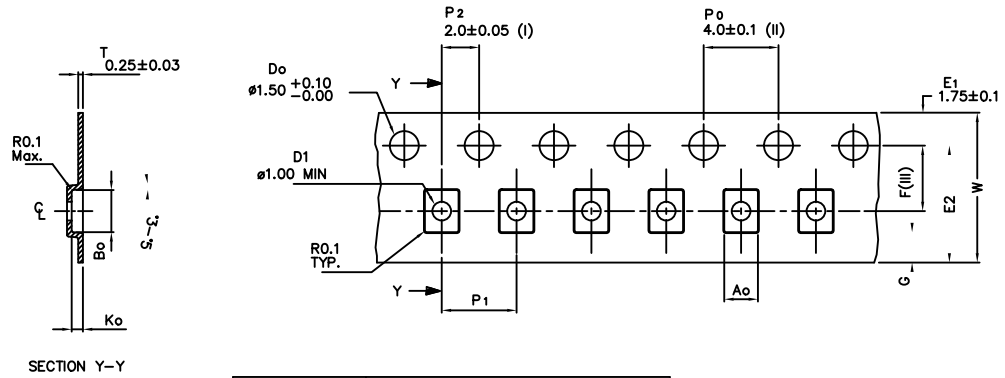 P2
2.0±0.05 (I)
Po
4.0±0.1 (II)
T
0.25±0.03
Do
ø1.50 +0.10
-0.00
Y
E1
1.75±0.1
R0.1
Max.
D1
ø1.00 MIN
F(III)
E2
W
℄
Bo
3°-5°
R0.1
TYP.
G
Y
P1
Ao
Ko
SECTION Y-Y